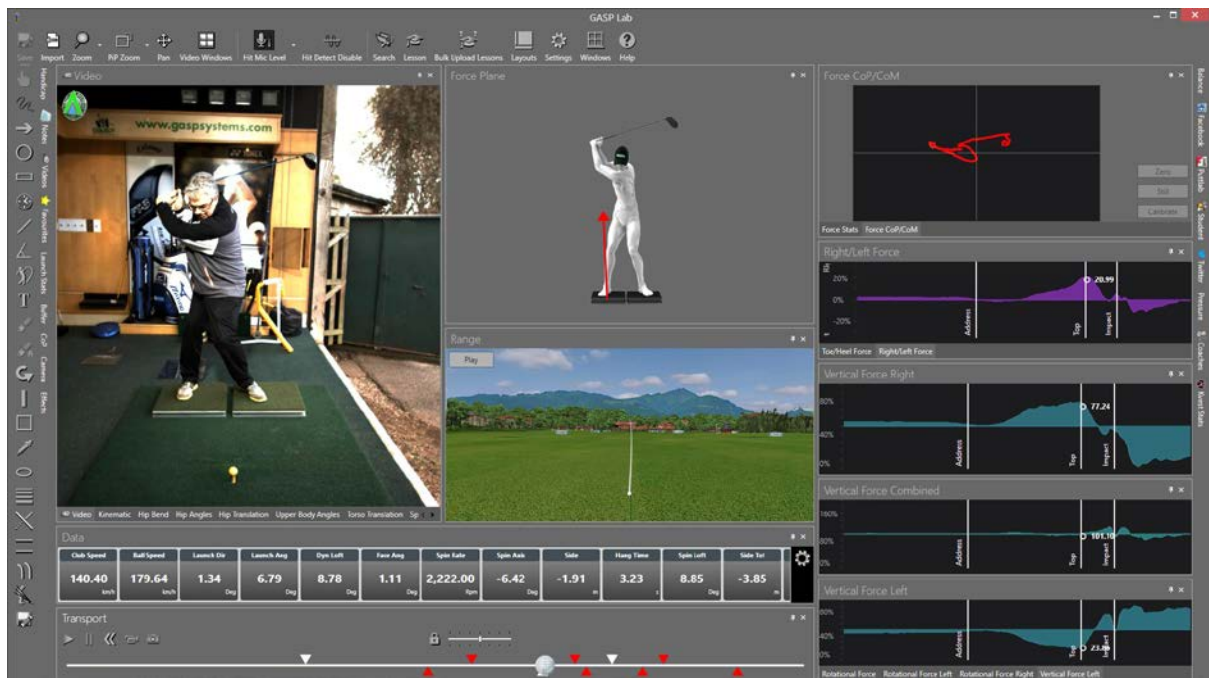 GASP Lab
Save Import Zoom PiP Zoom Pan Video Windows Hit Mic Level Hit Detect Disable Search Lesson Bulk Upload Lessons Layouts Settings Windows Help
Handicap
Notes
Videos
Favourites
Launch Stats
Buffer
CoP
Camera
Effects
Video
www.gaspsystems.com
Video Kinematic Hip Bend Hip Angles Hip Translation Upper Body Angles Torso Translation Sp
Force Plane
Range
Play
Data
Club Speed Ball Speed Launch Dir Launch Ang Dyn Loft Face Ang Spin Rate Spin Axis Side Hang Time Spin Loft Side Tot
140.40 179.64 1.34 6.79 8.78 1.11 2,222.00 -6.42 -1.91 3.23 8.85 -3.85
km/h km/h Deg Deg Deg Deg Rpm Deg m s Deg m
Transport
Force CoP/CoM
Zero
Calibrate
Force Stats Force CoP/CoM
Right/Left Force
20%
0%
-20%
20.99
Address
Top
Impact
Toe/Heel Force Right/Left Force
Vertical Force Right
80%
40%
0%
77.24
Address
Top
Impact
Vertical Force Combined
160%
80%
0%
101.10
Address
Top
Impact
Vertical Force Left
80%
40%
0%
Address
Top
Impact
Rotational Force Rotational Force Left Rotational Force Right Vertical Force Left
Balance
Facebook
Puttlab
Student
Twitter
Pressure
Coaches
Kvest Stats